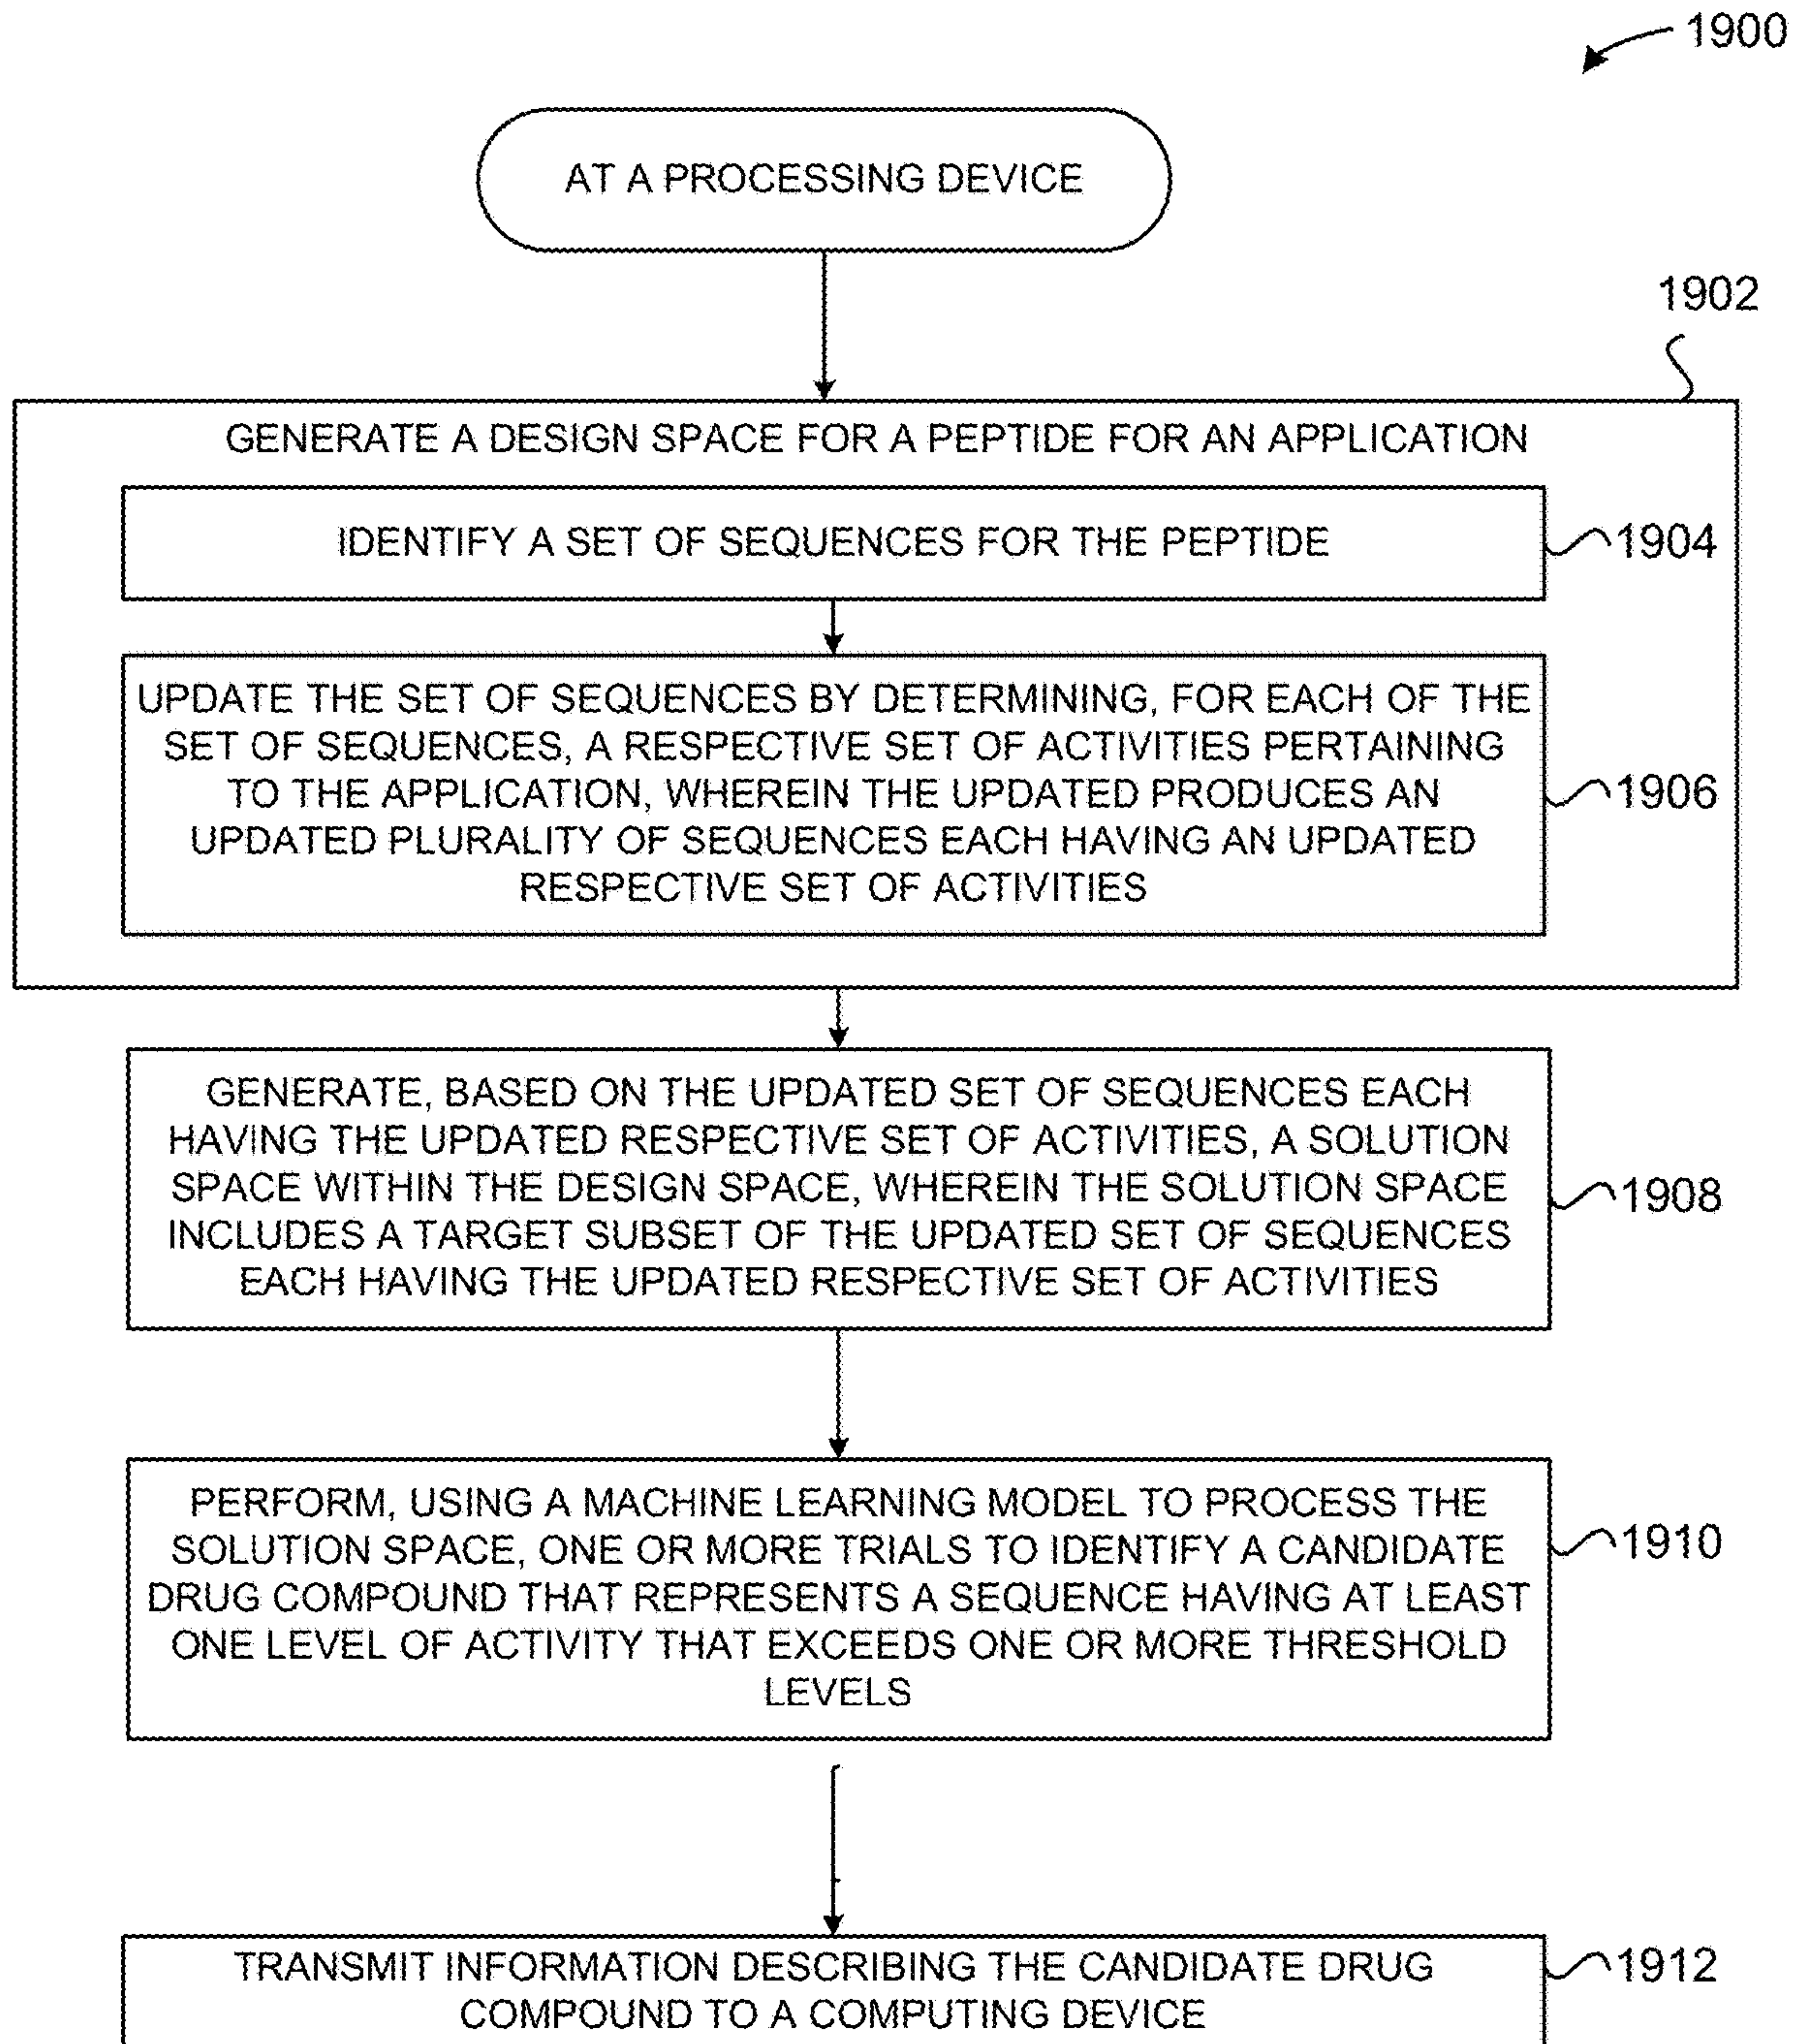 1900
AT A PROCESSING DEVICE
1902
GENERATE A DESIGN SPACE FOR A PEPTIDE FOR AN APPLICATION
IDENTIFY A SET OF SEQUENCES FOR THE PEPTIDE
1904
UPDATE THE SET OF SEQUENCES BY DETERMINING, FOR EACH OF THE
SET OF SEQUENCES, A RESPECTIVE SET OF ACTIVITIES PERTAINING
TO THE APPLICATION, WHEREIN THE UPDATED PRODUCES AN
UPDATED PLURALITY OF SEQUENCES EACH HAVING AN UPDATED
RESPECTIVE SET OF ACTIVITIES
1906
GENERATE, BASED ON THE UPDATED SET OF SEQUENCES EACH
HAVING THE UPDATED RESPECTIVE SET OF ACTIVITIES, A SOLUTION
SPACE WITHIN THE DESIGN SPACE, WHEREIN THE SOLUTION SPACE
INCLUDES A TARGET SUBSET OF THE UPDATED SET OF SEQUENCES
EACH HAVING THE UPDATED RESPECTIVE SET OF ACTIVITIES
1908
PERFORM, USING A MACHINE LEARNING MODEL TO PROCESS THE
SOLUTION SPACE, ONE OR MORE TRIALS TO IDENTIFY A CANDIDATE
DRUG COMPOUND THAT REPRESENTS A SEQUENCE HAVING AT LEAST
ONE LEVEL OF ACTIVITY THAT EXCEEDS ONE OR MORE THRESHOLD
LEVELS
1910
TRANSMIT INFORMATION DESCRIBING THE CANDIDATE DRUG
COMPOUND TO A COMPUTING DEVICE
1912